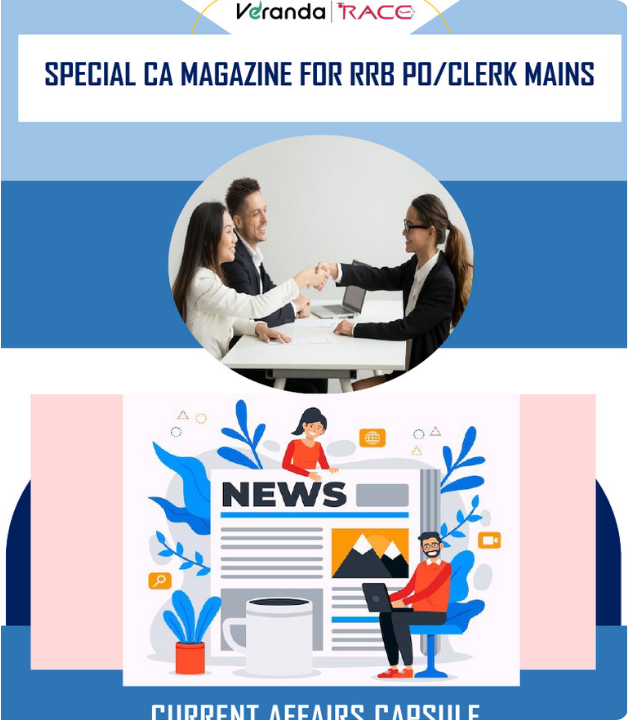 Veranda RACE
SPECIAL CA MAGAZINE FOR RRB PO/CLERK MAINS
NEWS
CURRENT AFFAIRS CAPSULE